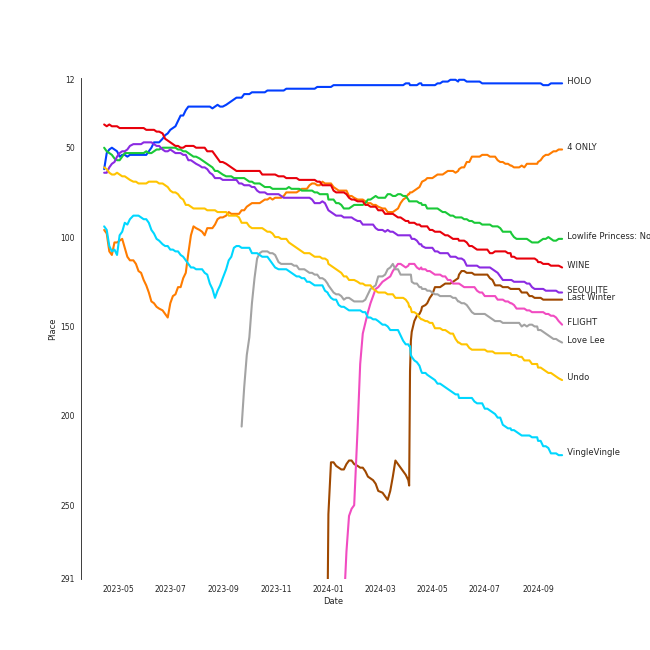 12
50
100
150
200
250
291
Place
2023-05
2023-07
2023-09
2023-11
2024-01
2024-03
2024-05
2024-07
2024-09
Date
HOLO
4 ONLY
Lowlife Princess: No
WINE
SEOULITE
Last Winter
FLIGHT
Love Lee
Undo
VingleVingle